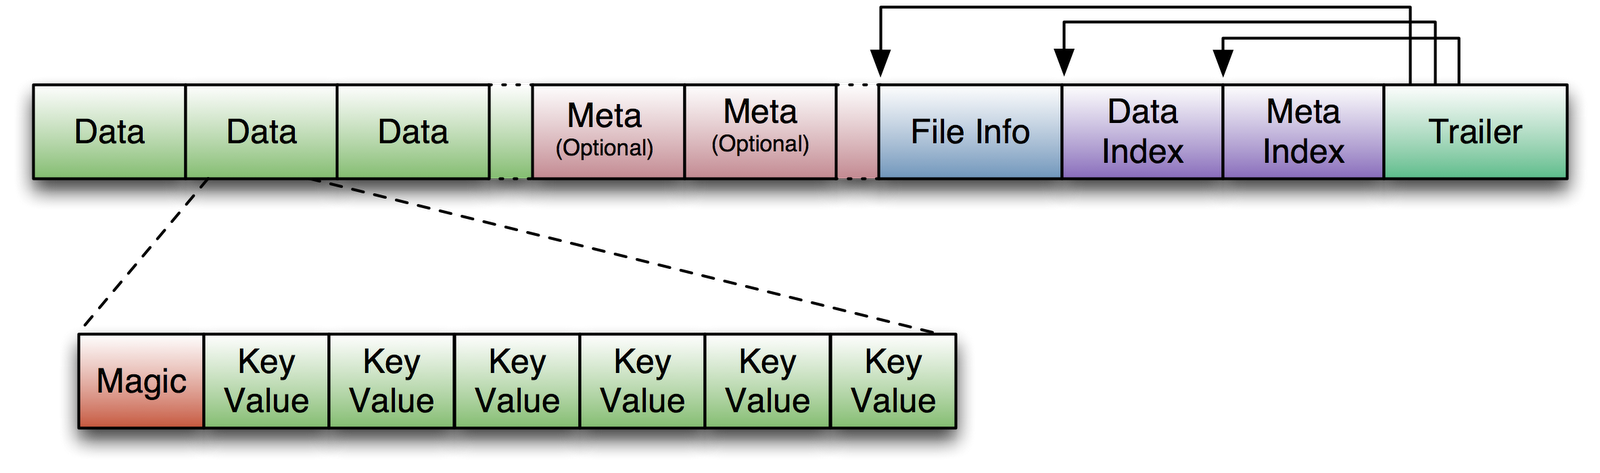 Data
Data
Data
Meta
(Optional)
Meta
(Optional)
File Info
Data
Index
Meta
Index
Trailer
Magic
Key
Value
Key
Value
Key
Value
Key
Value
Key
Value
Key
Value